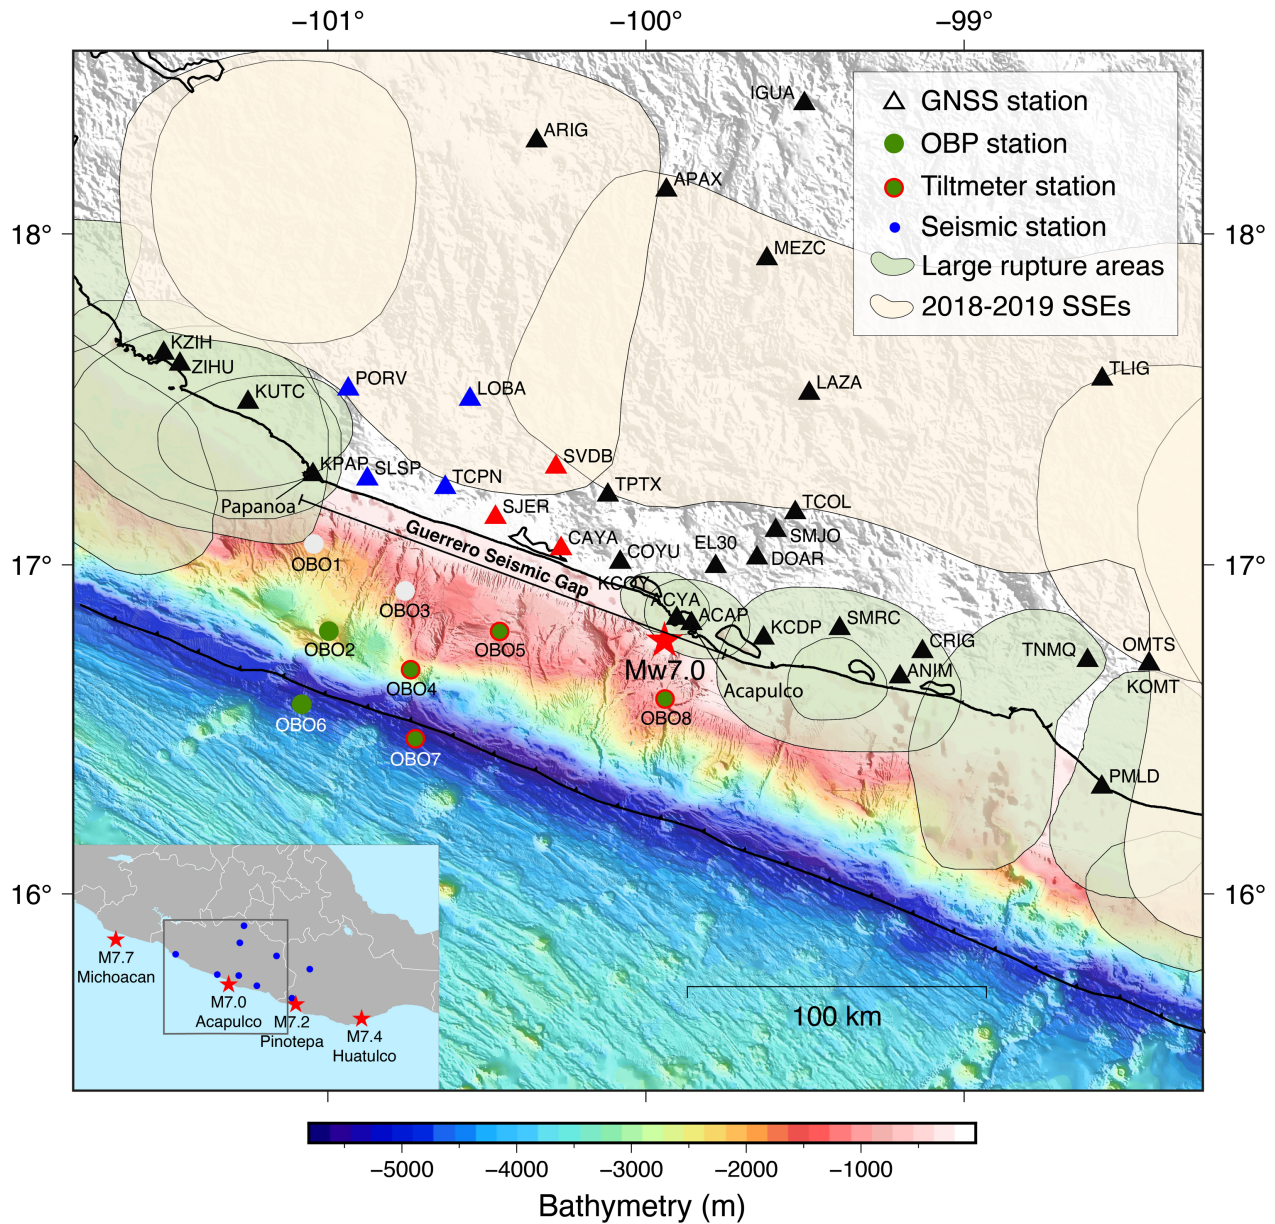 −101°
−100°
−99°
IGUA
GNSS station
ARIG
OBP station
APAX
Tiltmeter station
Seismic station
18°
18°
MEZC
Large rupture areas
2018-2019 SSEs
KZIH
ZIHU
PORV
TLIG
LOBA
LAZA
KUTC
SVDB
KPAP
SLSP
TCPN
TPTX
Papanoa
SJER
TCOL
Guerrero Seismic Gap
CAYA
EL30
SMJO
COYU
DOAR
17°
17°
OBO1
OBO3
ACYA
ACAP
KCDP
SMRC
CRIG
TNMQ
OMTS
OBO2
OBO5
Mw7.0
ANIM
KOMT
OBO4
Acapulco
OBO6
OBO8
OBO7
PMLD
16°
16°
M7.7
Michoacan
M7.0
Acapulco
M7.2
Pinotepa
M7.4
Huatulco
100 km
−5000
−4000
−3000
−2000
−1000
Bathymetry (m)